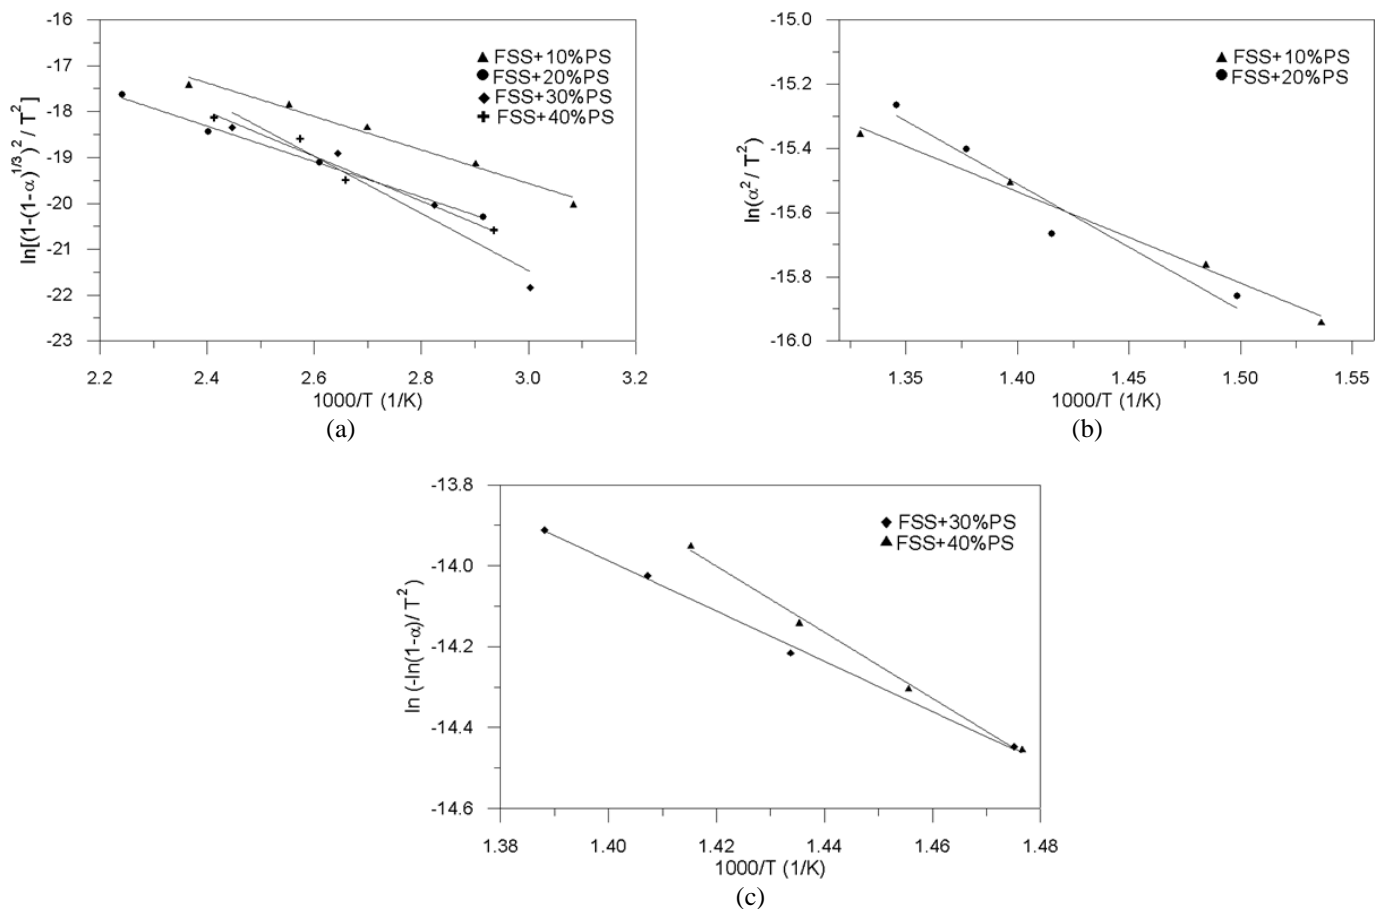 ln[(1-(1-α)^1/3)^2 / T^2]
-16
-17
-18
-19
-20
-21
-22
-23
FSS+10%PS
FSS+20%PS
FSS+30%PS
FSS+40%PS
2.2 2.4 2.6 2.8 3.0 3.2
1000/T (1/K)
(a)
ln(α^2 / T^2)
-15.0
-15.2
-15.4
-15.6
-15.8
-16.0
FSS+10%PS
FSS+20%PS
1.35 1.40 1.45 1.50 1.55
1000/T (1/K)
(b)
ln (-ln(1-α)/ T^2)
-13.8
-14.0
-14.2
-14.4
-14.6
FSS+30%PS
FSS+40%PS
1.38 1.40 1.42 1.44 1.46 1.48
1000/T (1/K)
(c)